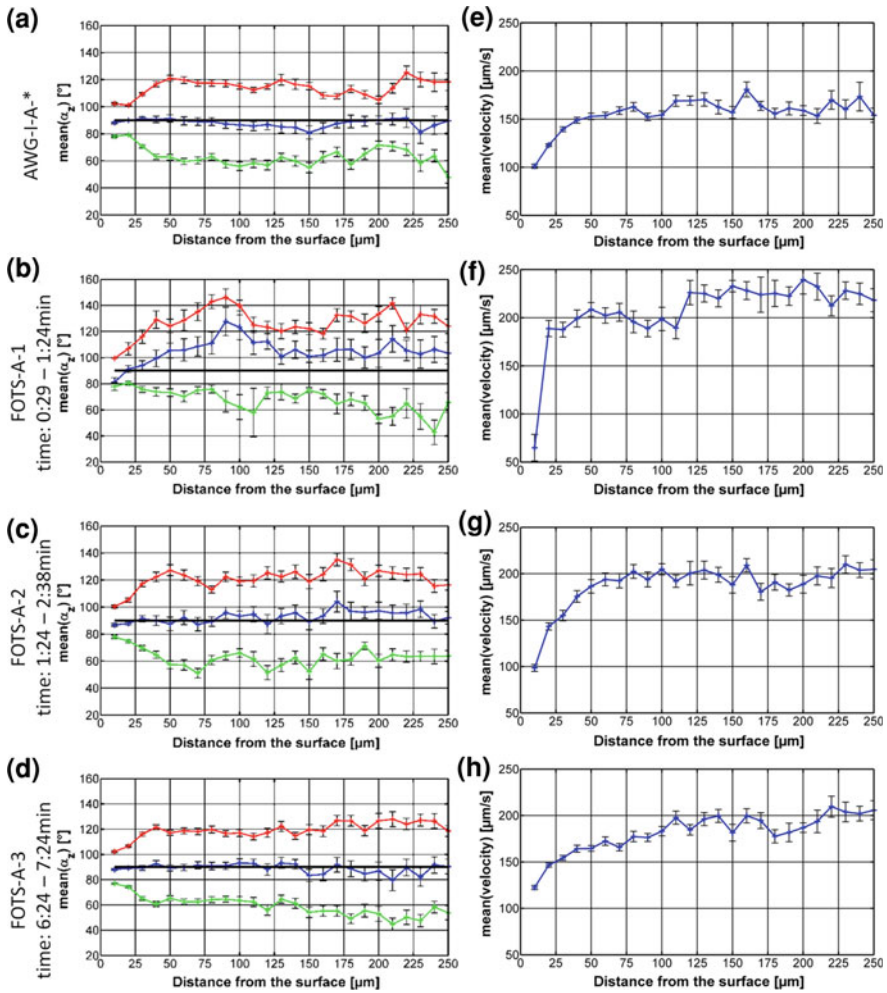 (a)
AWG-I-A-*
mean(αz) [°]
160
140
120
100
80
60
40
20
0 25 50 75 100 125 150 175 200 225 250
Distance from the surface [µm]
(e)
mean(velocity) [µm/s]
250
200
150
100
50
0 25 50 75 100 125 150 175 200 225 250
Distance from the surface [µm]
(b)
FOTS-A-1
time: 0:29 – 1:24min
mean(αz) [°]
160
140
120
100
80
60
40
20
0 25 50 75 100 125 150 175 200 225 250
Distance from the surface [µm]
(f)
mean(velocity) [µm/s]
250
200
150
100
50
0 25 50 75 100 125 150 175 200 225 250
Distance from the surface [µm]
(c)
FOTS-A-2
time: 1:24 – 2:38min
mean(αz) [°]
160
140
120
100
80
60
40
20
0 25 50 75 100 125 150 175 200 225 250
Distance from the surface [µm]
(g)
mean(velocity) [µm/s]
250
200
150
100
50
0 25 50 75 100 125 150 175 200 225 250
Distance from the surface [µm]
(d)
FOTS-A-3
time: 6:24 – 7:24min
mean(αz) [°]
160
140
120
100
80
60
40
20
0 25 50 75 100 125 150 175 200 225 250
Distance from the surface [µm]
(h)
mean(velocity) [µm/s]
250
200
150
100
50
0 25 50 75 100 125 150 175 200 225 250
Distance from the surface [µm]